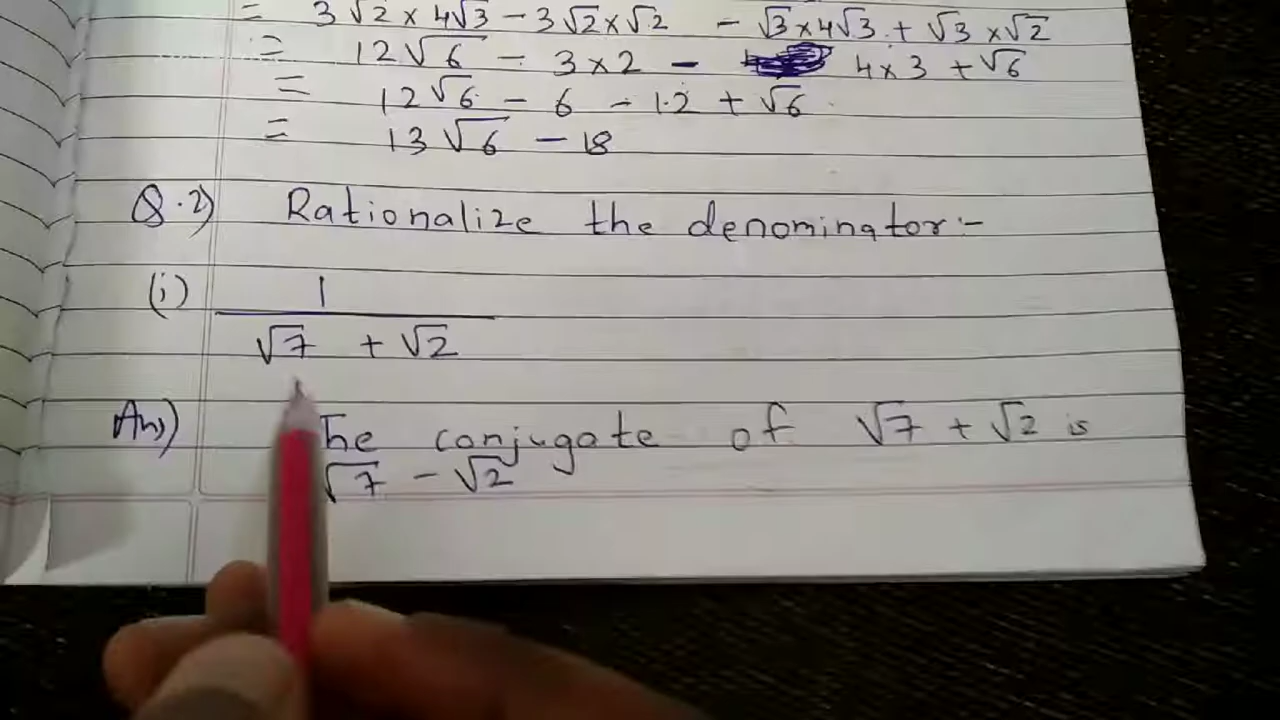 = 3√2 × 4√3 - 3√2 × √2 - √3 × 4√3 + √3 × √2
= 12√6 - 3 × 2 - 4 × 3 + √6
= 12√6 - 6 - 12 + √6
= 13√6 - 18
Q.2) Rationalize the denominator:-
(i) 1
√7 + √2
Ans) The conjugate of √7 + √2 is
√7 - √2